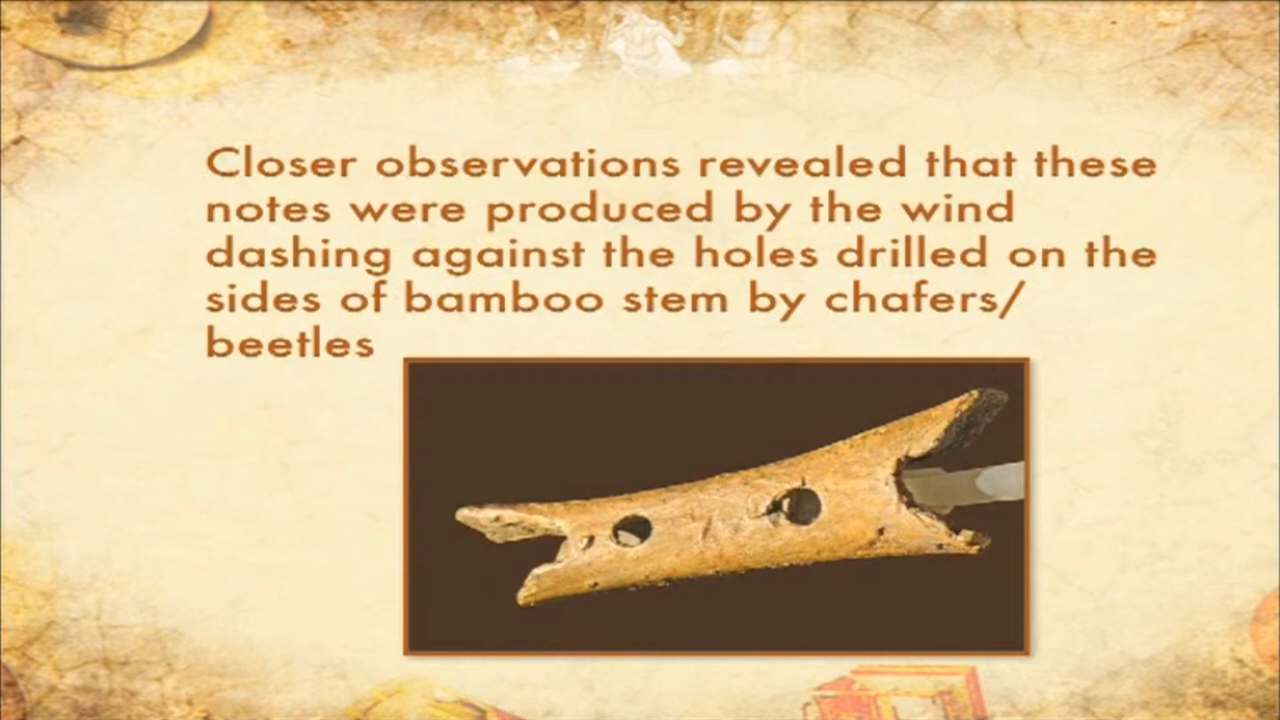 Closer observations revealed that these
notes were produced by the wind
dashing against the holes drilled on the
sides of bamboo stem by chafers/
beetles